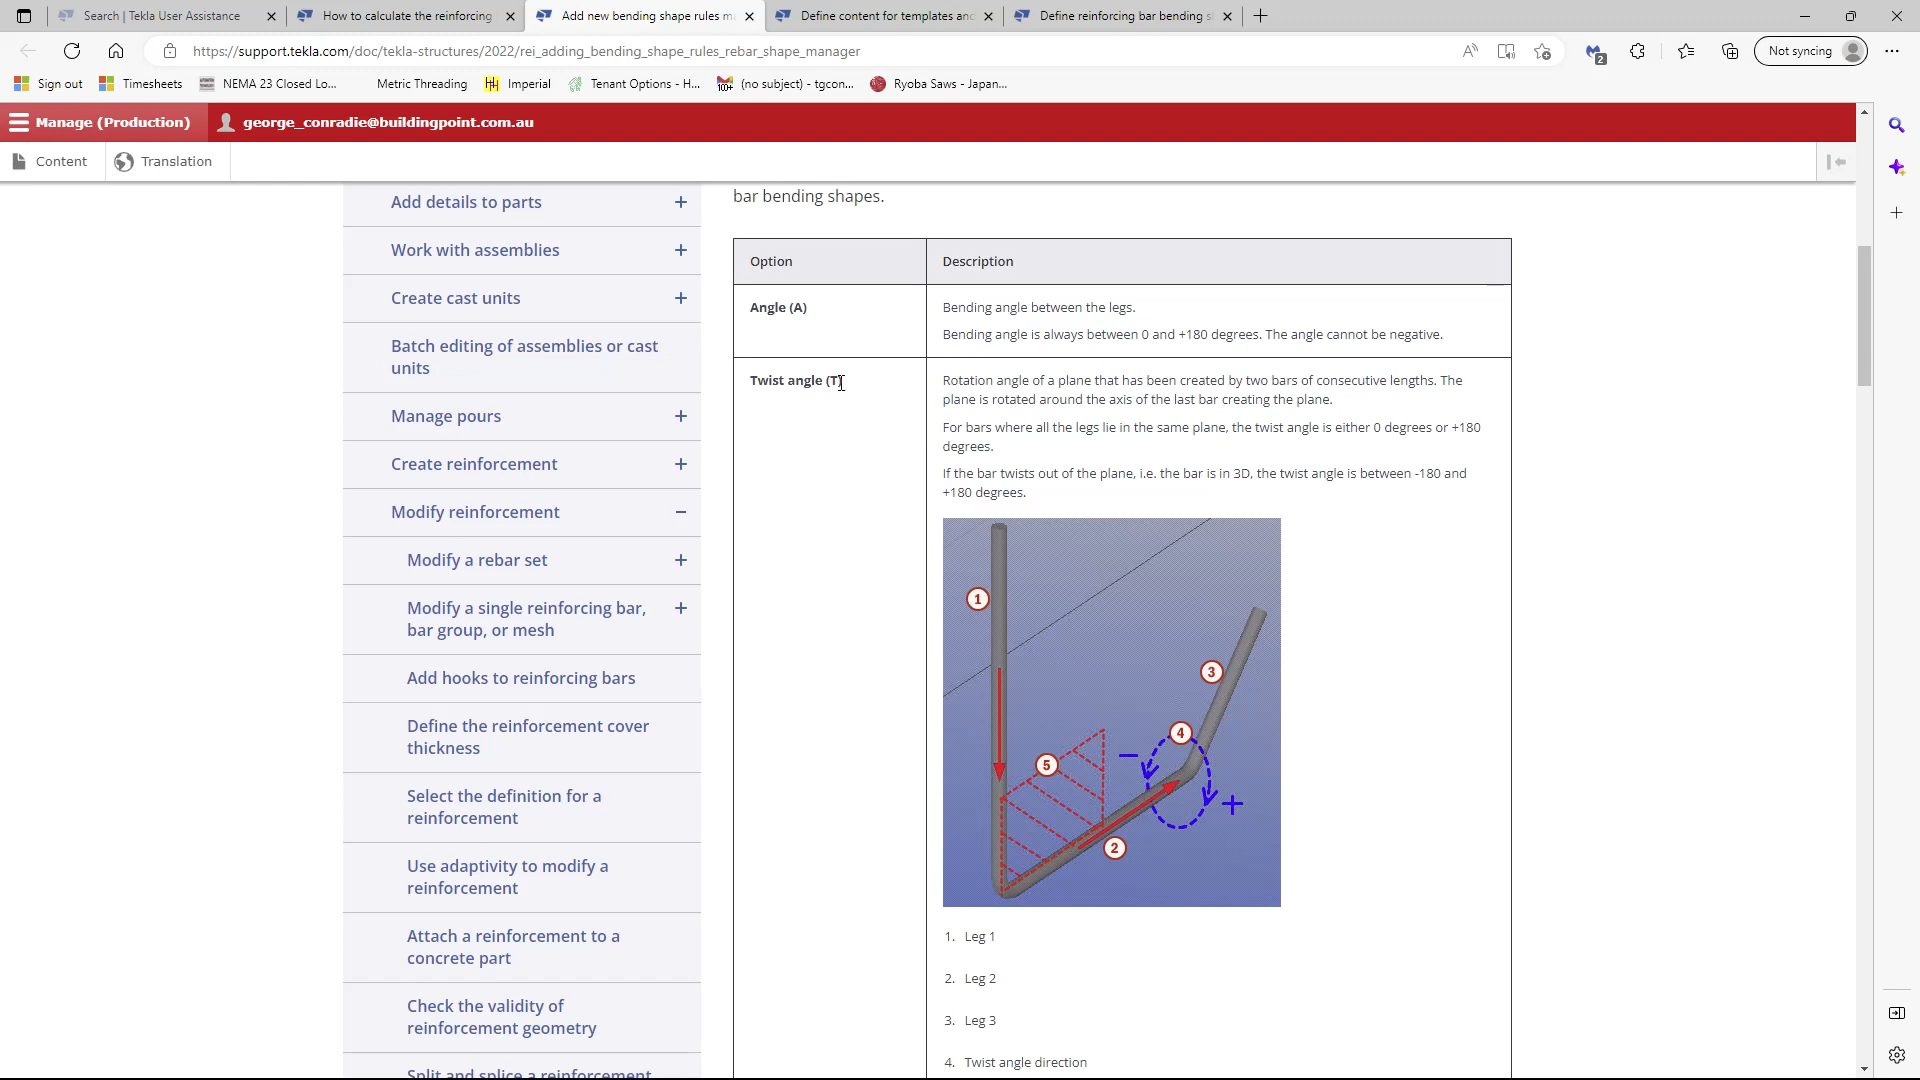 Search | Tekla User Assistance
How to calculate the reinforcing
Add new bending shape rules ma
Define content for templates and
Define reinforcing bar bending s
https://support.tekla.com/doc/tekla-structures/2022/rei_adding_bending_shape_rules_rebar_shape_manager
2
Not syncing
Sign out
Timesheets
NEMA 23 Closed Lo...
Metric Threading
Imperial
Tenant Options - H...
100+
(no subject) - tgcon...
Ryoba Saws - Japan...
Manage (Production)
george_conradie@buildingpoint.com.au
Content
Translation
Add details to parts +
Work with assemblies +
Create cast units +
Batch editing of assemblies or cast
units
Manage pours +
Create reinforcement +
Modify reinforcement −
Modify a rebar set +
Modify a single reinforcing bar, +
bar group, or mesh
Add hooks to reinforcing bars
Define the reinforcement cover
thickness
Select the definition for a
reinforcement
Use adaptivity to modify a
reinforcement
Attach a reinforcement to a
concrete part
Check the validity of
reinforcement geometry
Split and splice a reinforcement
bar bending shapes.
Option
Description
Angle (A)
Bending angle between the legs.
Bending angle is always between 0 and +180 degrees. The angle cannot be negative.
Twist angle (T)
Rotation angle of a plane that has been created by two bars of consecutive lengths. The
plane is rotated around the axis of the last bar creating the plane.
For bars where all the legs lie in the same plane, the twist angle is either 0 degrees or +180
degrees.
If the bar twists out of the plane, i.e. the bar is in 3D, the twist angle is between -180 and
+180 degrees.
1
3
4
−
5
+
2
1. Leg 1
2. Leg 2
3. Leg 3
4. Twist angle direction